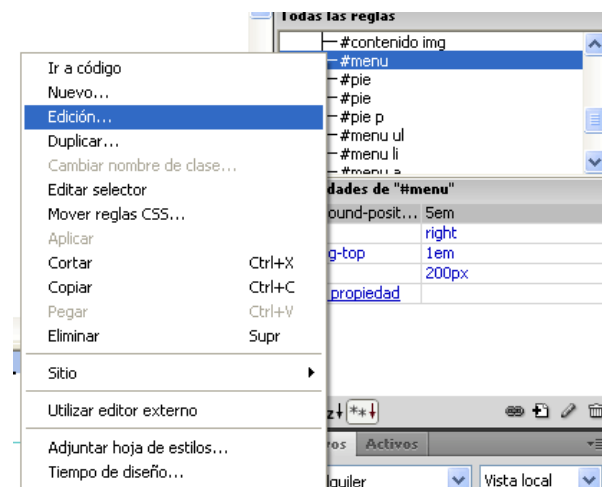 Todas las reglas
#contenido img
#menu
#pie
#pie
#pie p
#menu ul
#menu li
#menu a
Ir a código
Nuevo...
Edición...
Duplicar...
Cambiar nombre de clase...
Editar selector
Mover reglas CSS...
Aplicar
Cortar Ctrl+X
Copiar Ctrl+C
Pegar Ctrl+V
Eliminar Supr
Sitio
Utilizar editor externo
Adjuntar hoja de estilos...
Tiempo de diseño...
dades de "#menu"
ound-posit... 5em
right
g-top 1em
200px
propiedad
z **
os Activos
lquiler Vista local